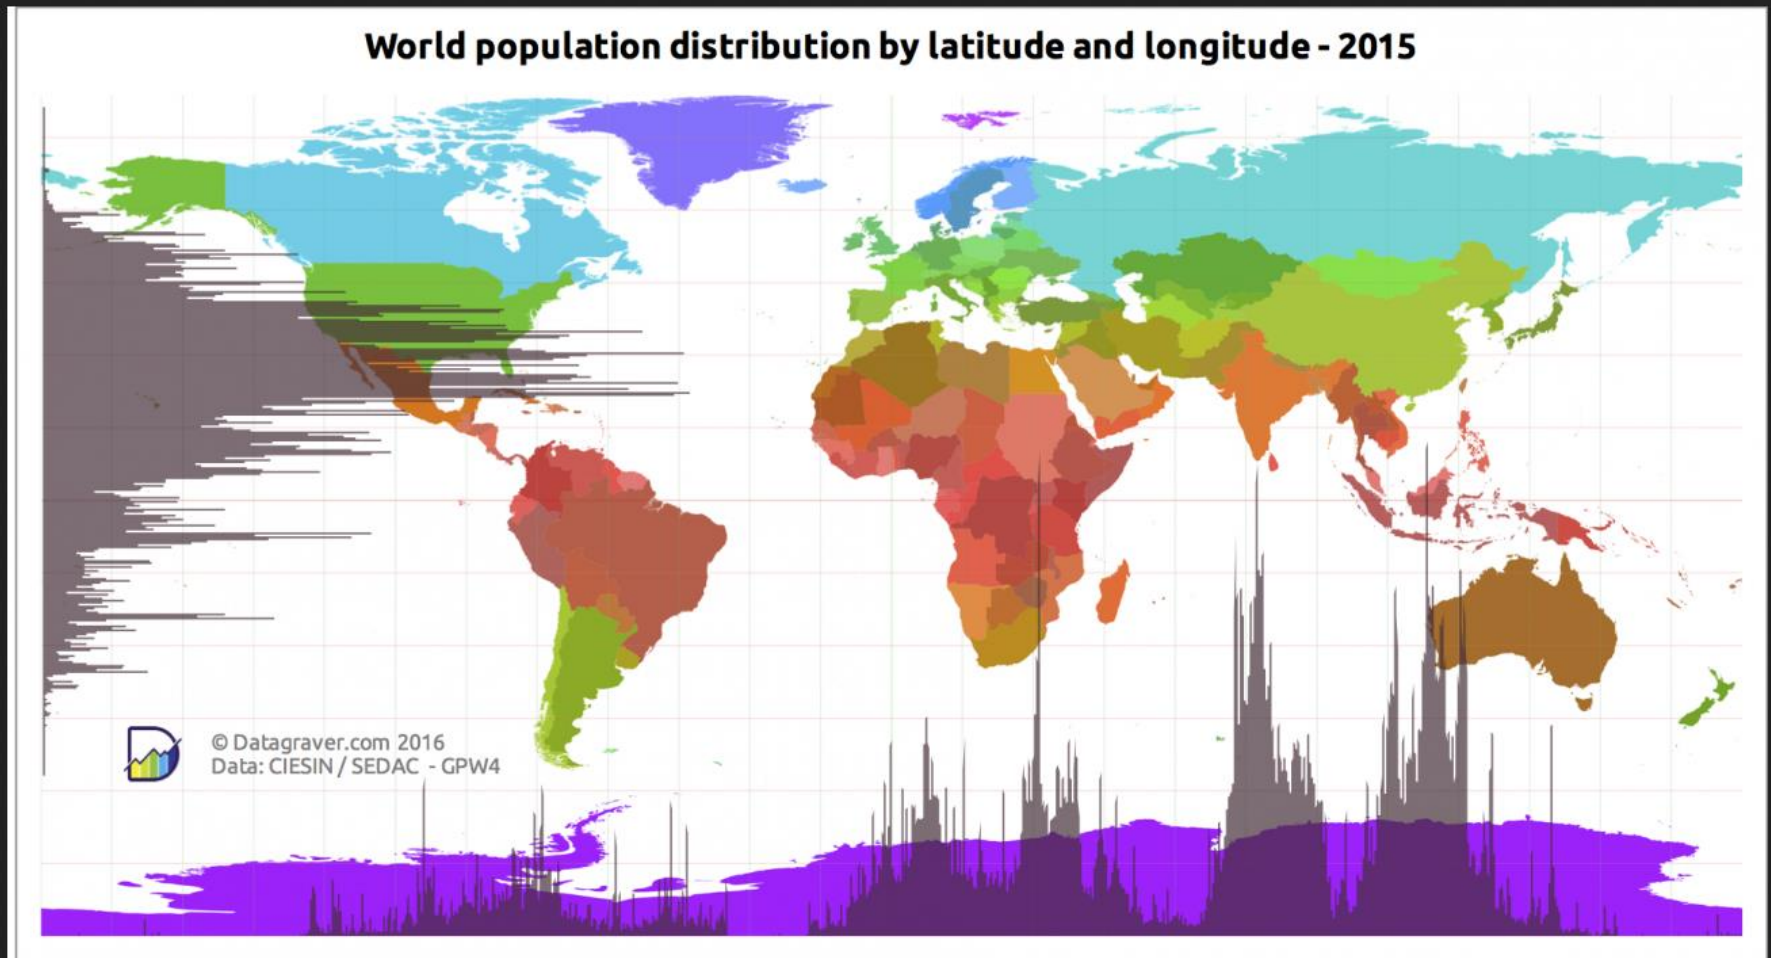 World population distribution by latitude and longitude - 2015
© Datagraver.com 2016
Data: CIESIN / SEDAC - GPW4